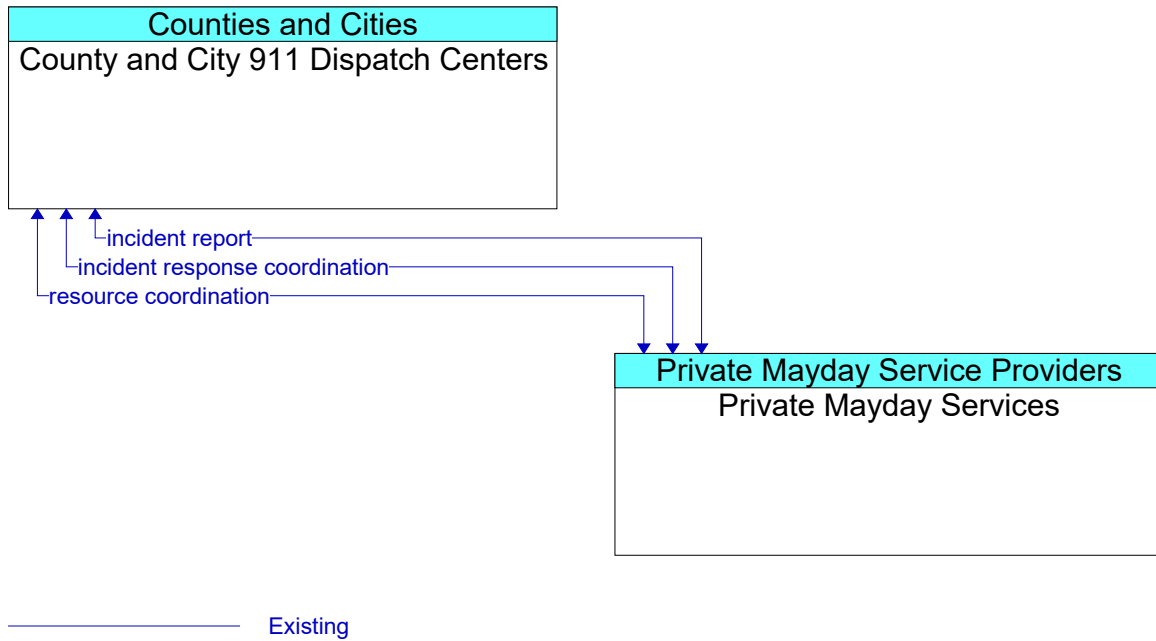 Counties and Cities
County and City 911 Dispatch Centers
incident report
incident response coordination
resource coordination
Private Mayday Service Providers
Private Mayday Services
Existing